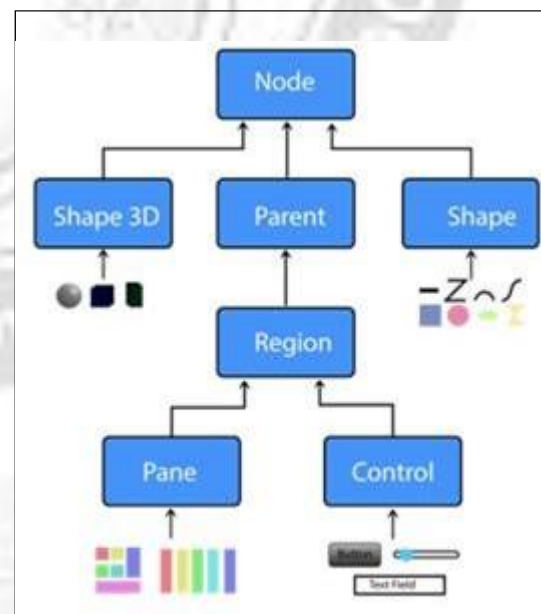 Node
Shape 3D
Parent
Shape
Region
Pane
Control
Button
Text Field